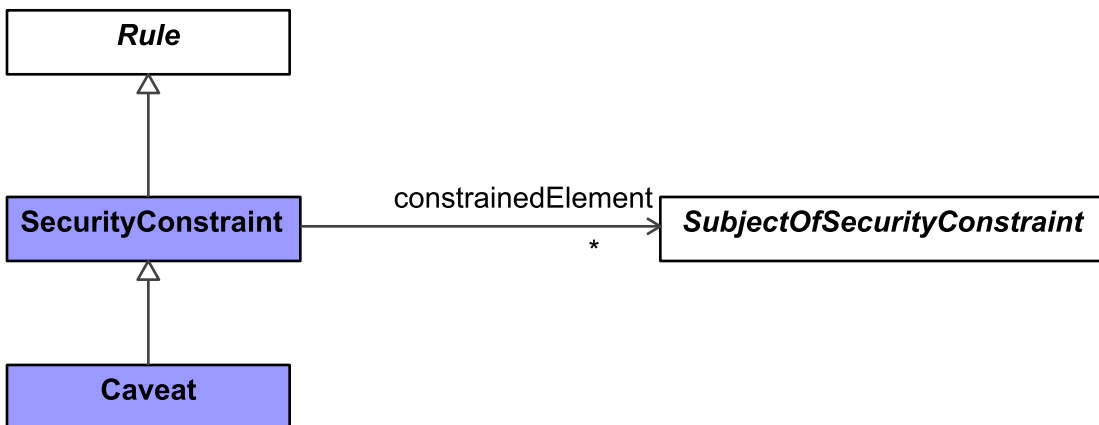 Rule
constrainedElement
SecurityConstraint
SubjectOfSecurityConstraint
*
Caveat